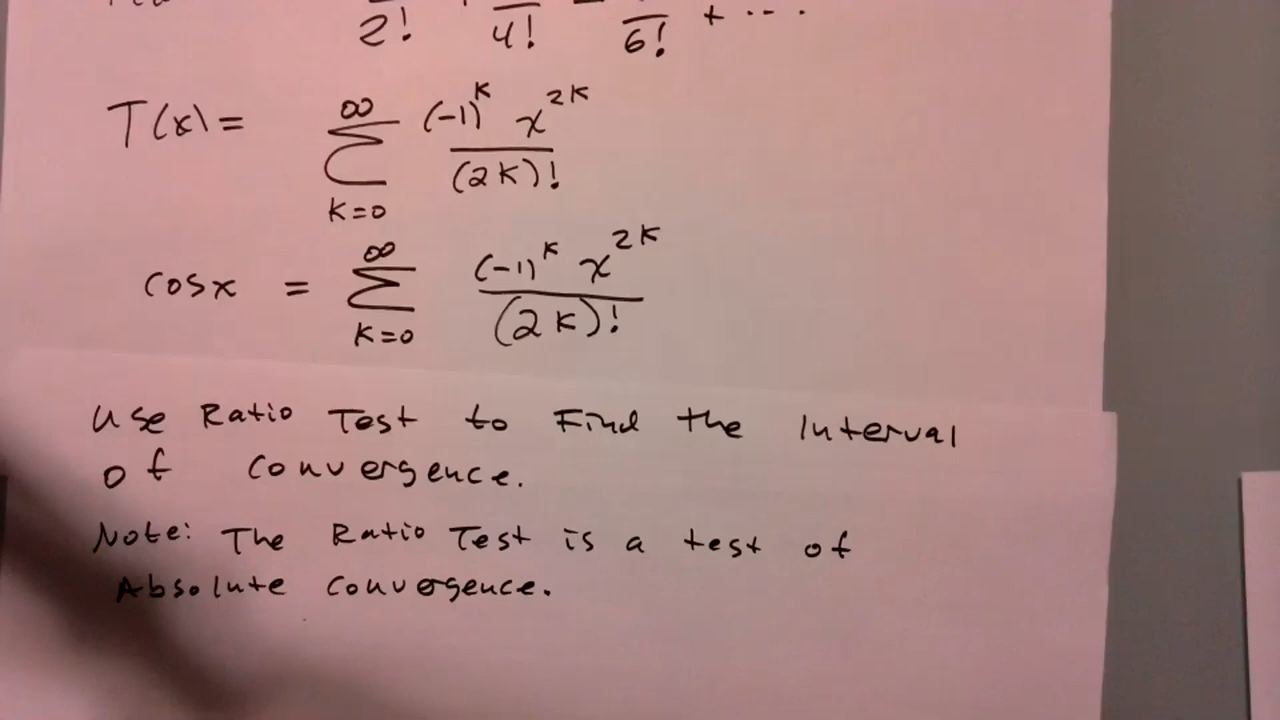 2! 4! 6! + ...
T(x) = ∞ Σ k=0 (-1)^k x^2k / (2k)!
cosx = ∞ Σ k=0 (-1)^k x^2k / (2k)!
Use Ratio Test to Find the Interval
of Convergence.
Note: The Ratio Test is a test of
Absolute Convergence.